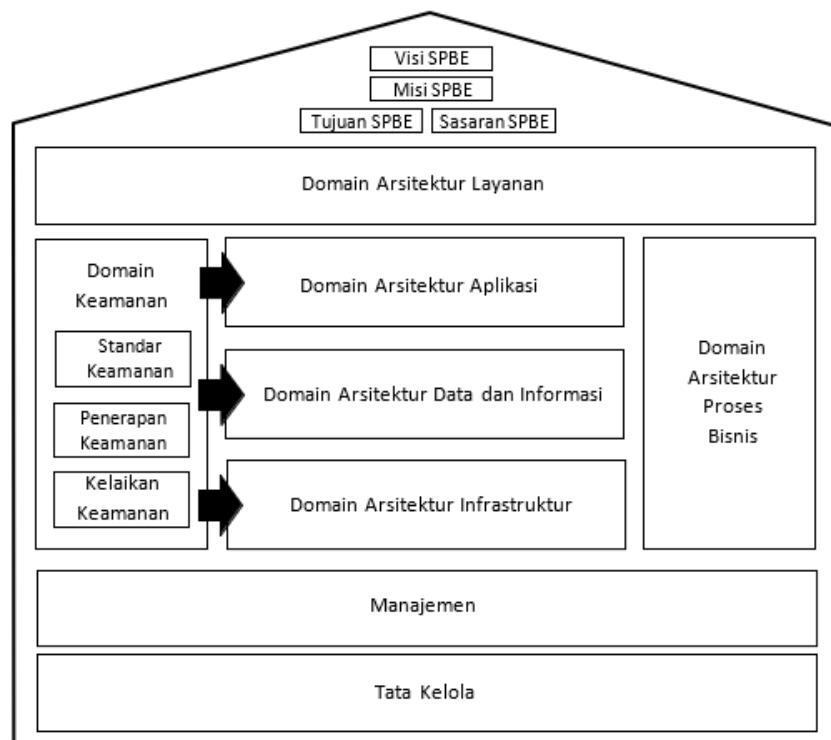 Visi SPBE
Misi SPBE
Tujuan SPBE
Sasaran SPBE
Domain Arsitektur Layanan
Domain
Keamanan
Standar
Keamanan
Penerapan
Keamanan
Kelaikan
Keamanan
Domain Arsitektur Aplikasi
Domain Arsitektur Data dan Informasi
Domain Arsitektur Infrastruktur
Domain
Arsitektur
Proses
Bisnis
Manajemen
Tata Kelola